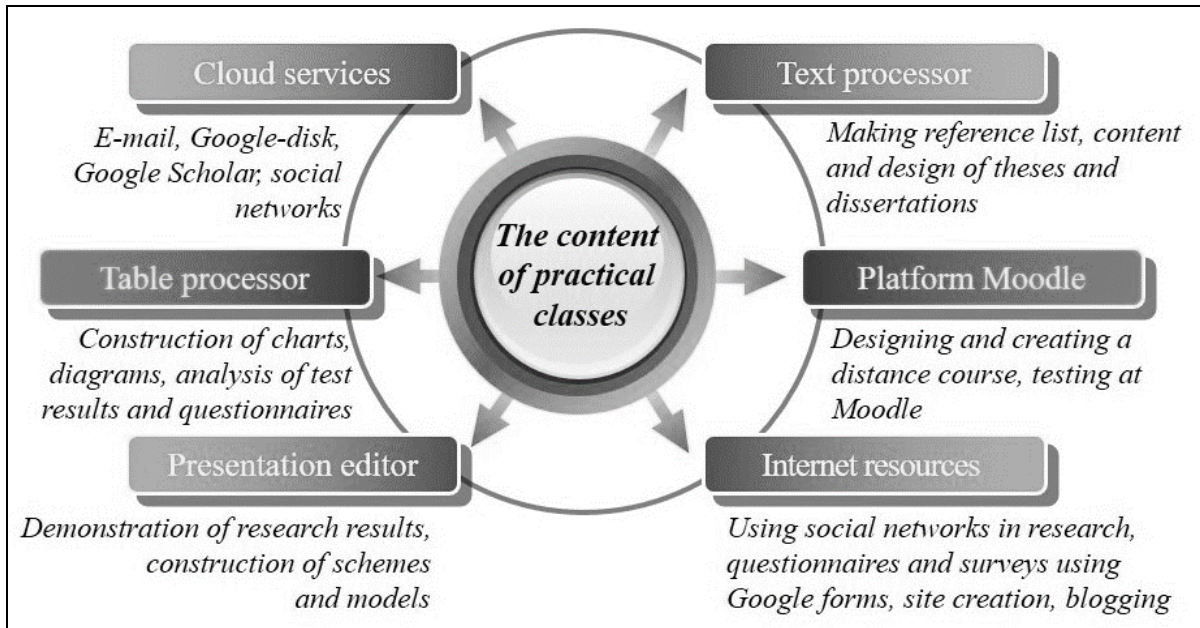 Cloud services
E-mail, Google-disk,
Google Scholar, social
networks
Text processor
Making reference list, content
and design of theses and
dissertations
The content
of practical
classes
Table processor
Construction of charts,
diagrams, analysis of test
results and questionnaires
Platform Moodle
Designing and creating a
distance course, testing at
Moodle
Presentation editor
Demonstration of research results,
construction of schemes
and models
Internet resources
Using social networks in research,
questionnaires and surveys using
Google forms, site creation, blogging